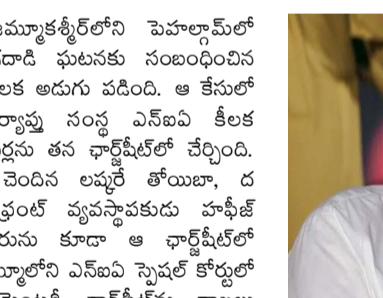 జమ్మూకశ్మీర్‌లోని పెహల్గామ్‌లో
దాడి ఘటనకు సంబంధించిన
లక అడుగు పడింది. ఆ కేసులో
ర్యాప్తు సంస్థ ఎన్ఐఏ కీలక
ర్లను తన ఛార్జ్‌షీట్‌లో చేర్చింది.
చెందిన లష్కరే తోయిబా, ద
ఫ్రంట్ వ్యవస్థాపకుడు హఫీజ్
రును కూడా ఆ ఛార్జ్‌షీట్‌లో
మ్మూలోని ఎన్ఐఏ స్పెషల్ కోర్టులో